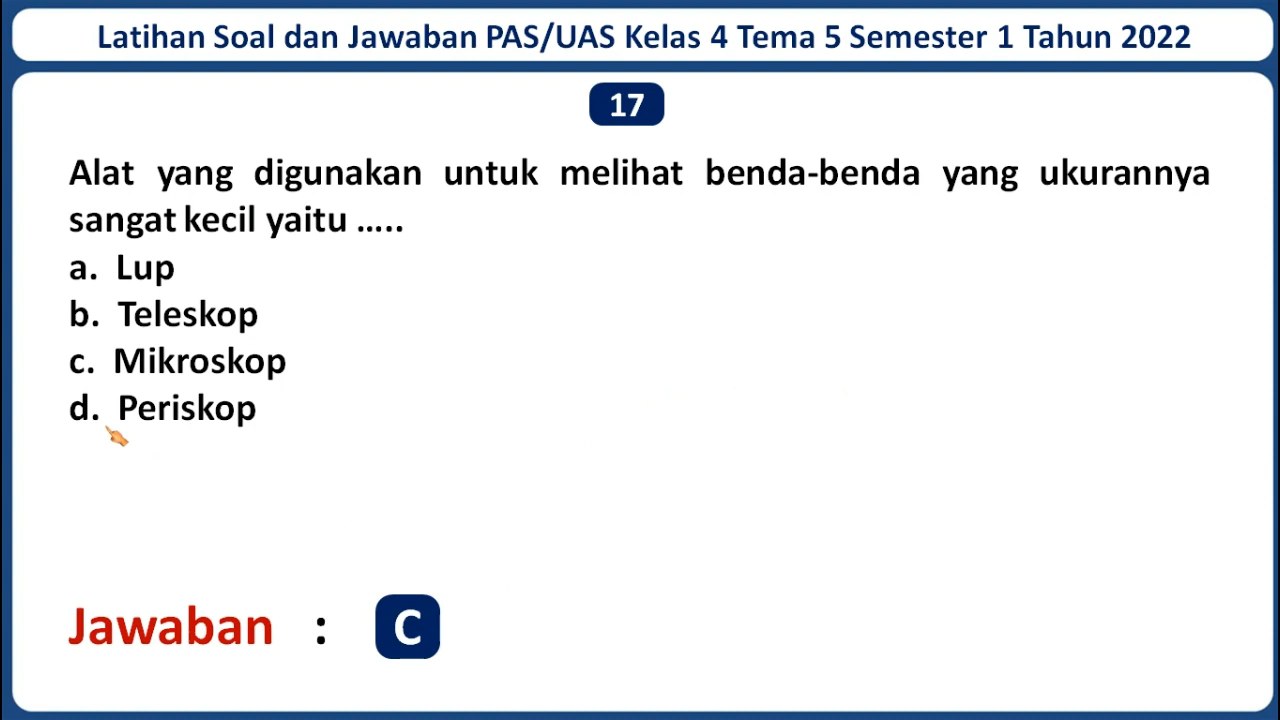 Latihan Soal dan Jawaban PAS/UAS Kelas 4 Tema 5 Semester 1 Tahun 2022
17
Alat yang digunakan untuk melihat benda-benda yang ukurannya
sangat kecil yaitu .....
a. Lup
b. Teleskop
c. Mikroskop
d. Periskop
Jawaban : C